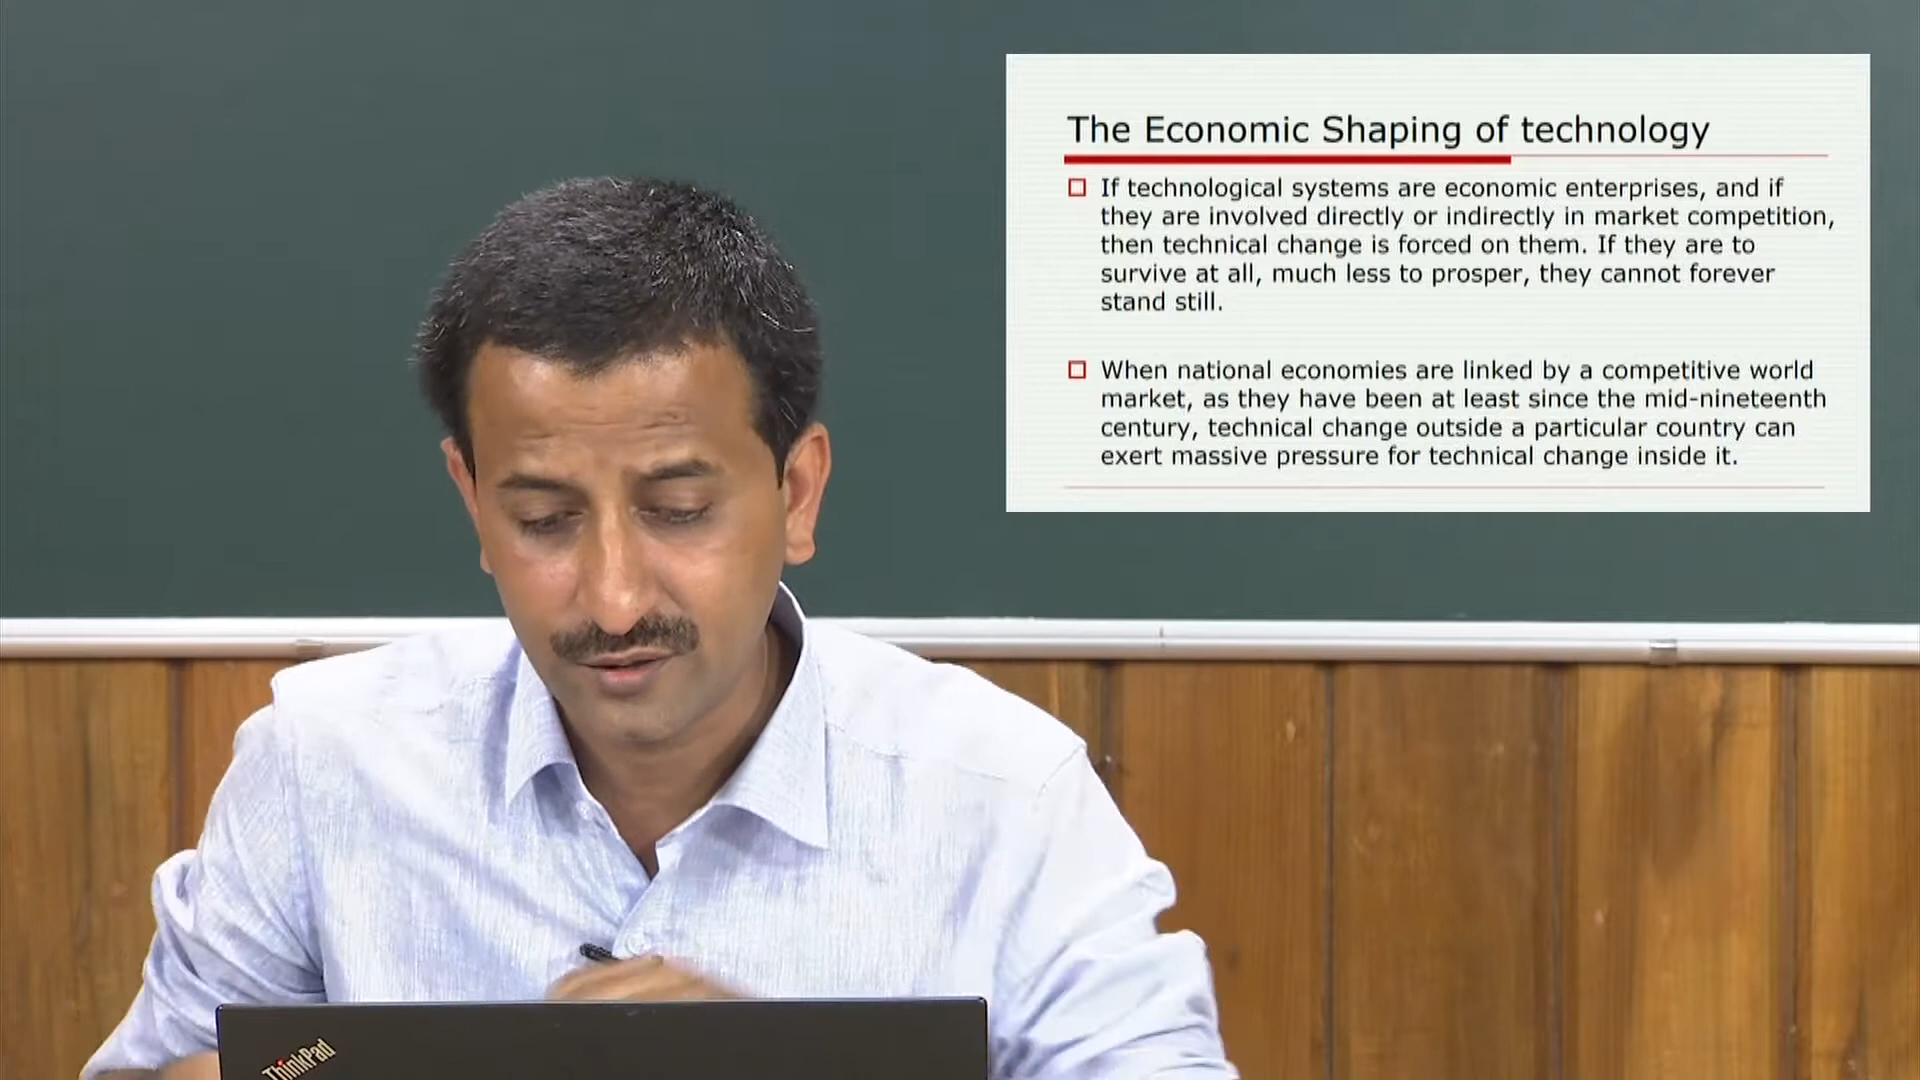 The Economic Shaping of technology
If technological systems are economic enterprises, and if
they are involved directly or indirectly in market competition,
then technical change is forced on them. If they are to
survive at all, much less to prosper, they cannot forever
stand still.
When national economies are linked by a competitive world
market, as they have been at least since the mid-nineteenth
century, technical change outside a particular country can
exert massive pressure for technical change inside it.
ThinkPad